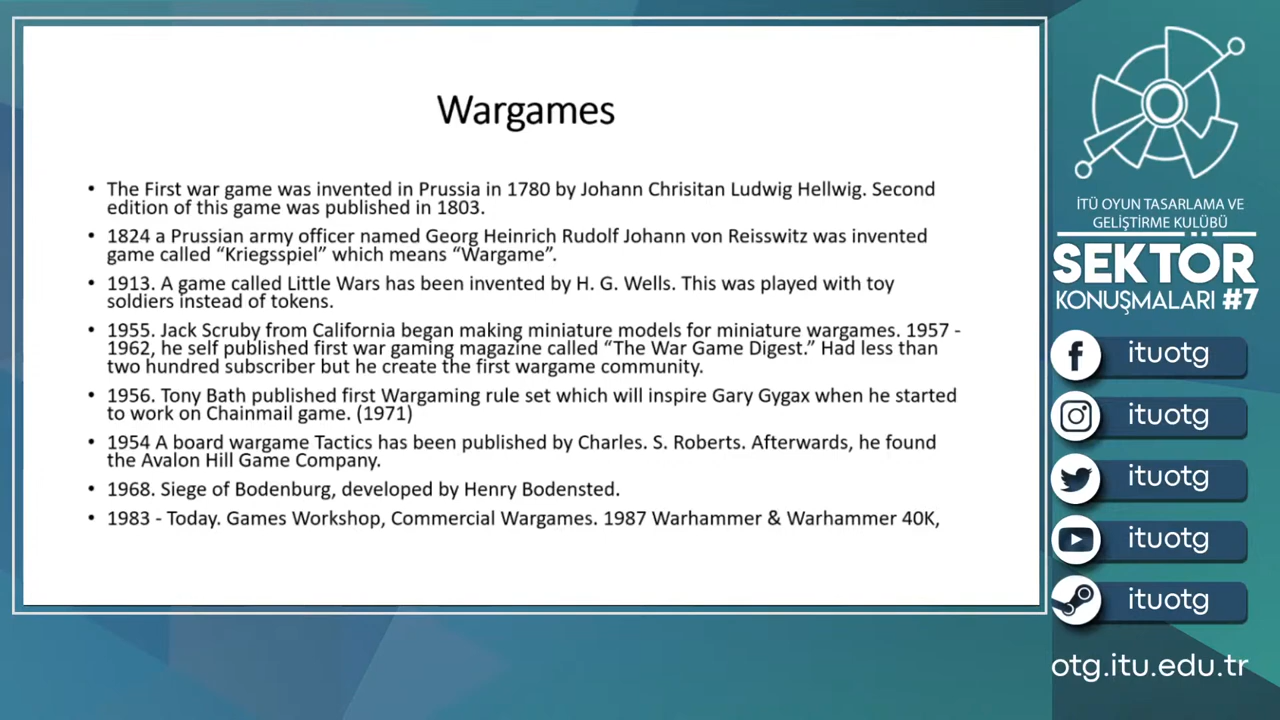 Wargames
• The First war game was invented in Prussia in 1780 by Johann Chrisitan Ludwig Hellwig. Second
edition of this game was published in 1803.
• 1824 a Prussian army officer named Georg Heinrich Rudolf Johann von Reisswitz was invented
game called “Kriegsspiel” which means “Wargame”.
• 1913. A game called Little Wars has been invented by H. G. Wells. This was played with toy
soldiers instead of tokens.
• 1955. Jack Scruby from California began making miniature models for miniature wargames. 1957 -
1962, he self published first war gaming magazine called “The War Game Digest.” Had less than
two hundred subscriber but he create the first wargame community.
• 1956. Tony Bath published first Wargaming rule set which will inspire Gary Gygax when he started
to work on Chainmail game. (1971)
• 1954 A board wargame Tactics has been published by Charles. S. Roberts. Afterwards, he found
the Avalon Hill Game Company.
• 1968. Siege of Bodenburg, developed by Henry Bodensted.
• 1983 - Today. Games Workshop, Commercial Wargames. 1987 Warhammer & Warhammer 40K,
İTÜ OYUN TASARLAMA VE
GELİŞTİRME KULÜBÜ
SEKTÖR
KONUŞMALARI #7
ituotg
ituotg
ituotg
ituotg
ituotg
otg.itu.edu.tr